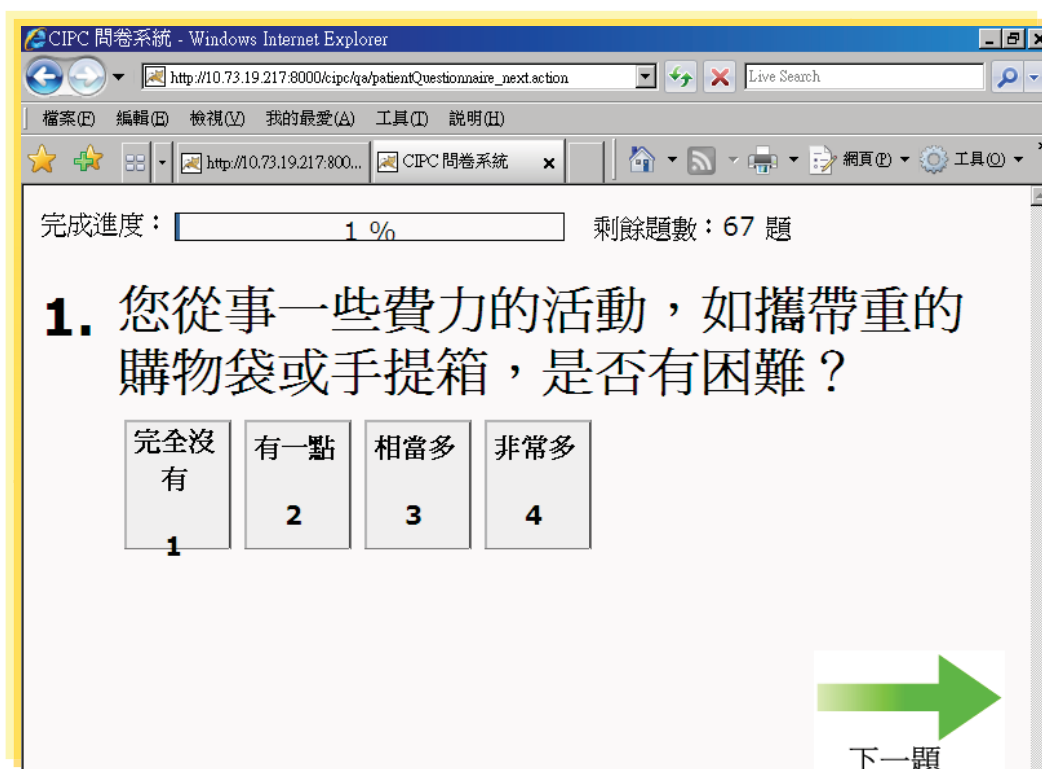 CIPC 問卷系統 - Windows Internet Explorer
http://10.73.19.217:8000/cipc/qa/patientQuestionnaire_next.action
Live Search
檔案(F) 編輯(E) 檢視(V) 我的最愛(A) 工具(T) 說明(H)
http://10.73.19.217:800... CIPC 問卷系統 x 網頁(P) 工具(O)
完成進度： 1 % 剩餘題數：67 題
1. 您從事一些費力的活動，如攜帶重的
購物袋或手提箱，是否有困難？
完全沒 有一點 相當多 非常多
有
1 2 3 4
下一題